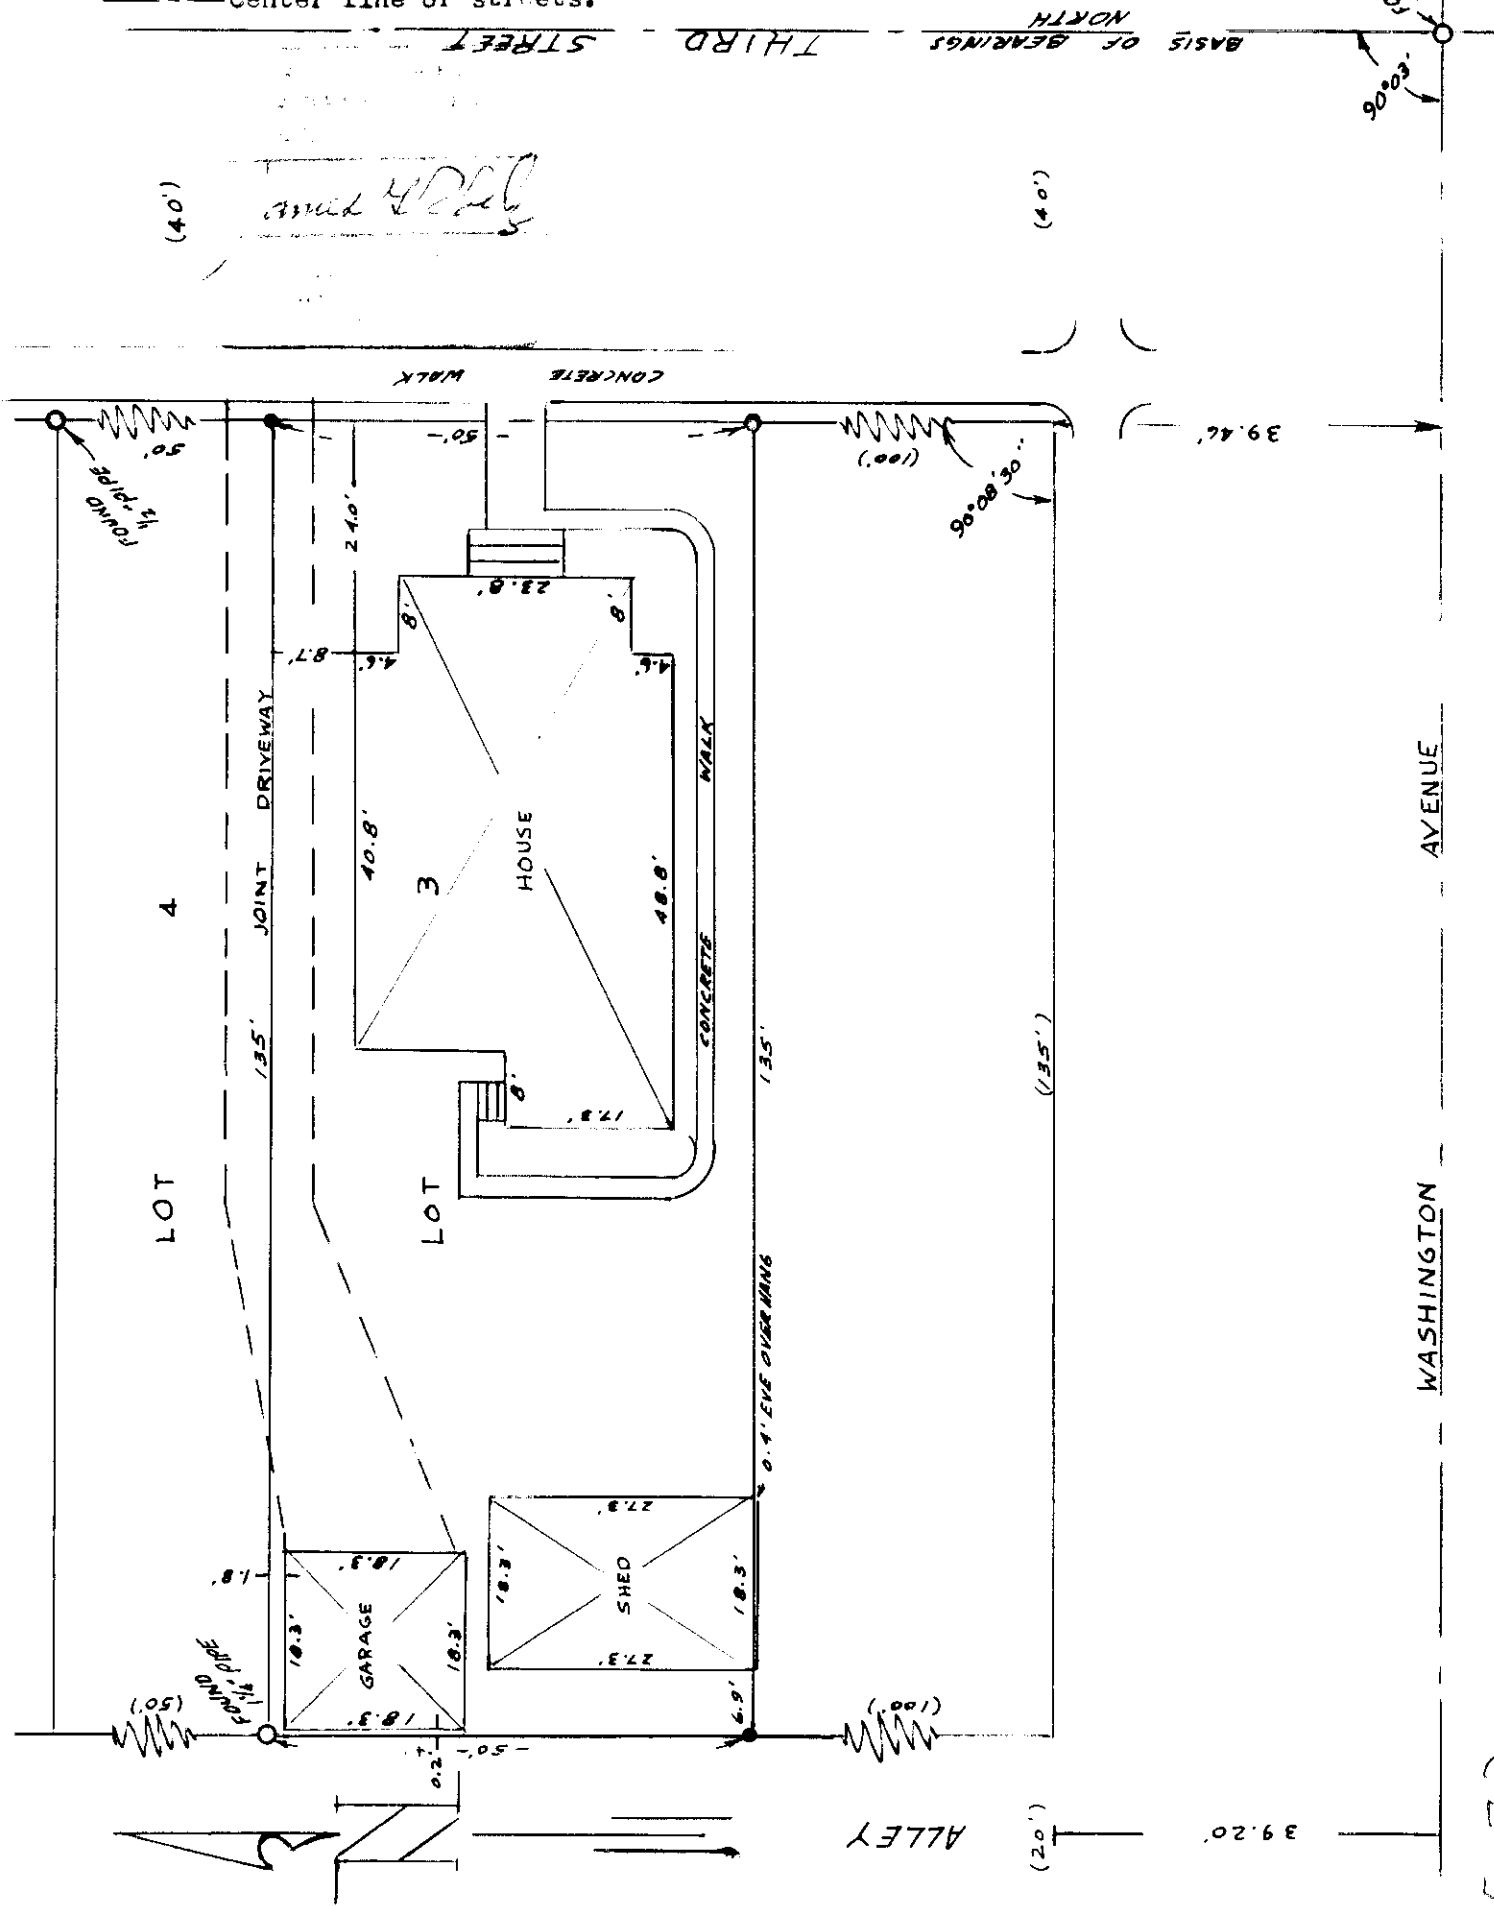 Center line of streets.
THIRD STREET
BASIS OF BEARINGS
NORTH
90°03'
(40')
(40')
CONCRETE WALK
50'
FOUND
1/2" PIPE
50'
(100')
90°08'30"
39.46'
24.0'
23.8'
8'
8'
8.7'
4.6'
4.6'
JOINT DRIVEWAY
135'
40.8'
HOUSE
48.8'
CONCRETE WALK
135'
(135')
8'
17.3'
LOT 4
LOT 3
0.4' EVE OVERHANG
WASHINGTON AVENUE
27.3'
18.3'
SHED
18.3'
27.3'
6.9'
1.8'
18.3'
18.3'
GARAGE
18.3'
18.3'
FOUND
1/2" PIPE
(50')
50'
0.2'
(100')
ALLEY
(20')
39.20'